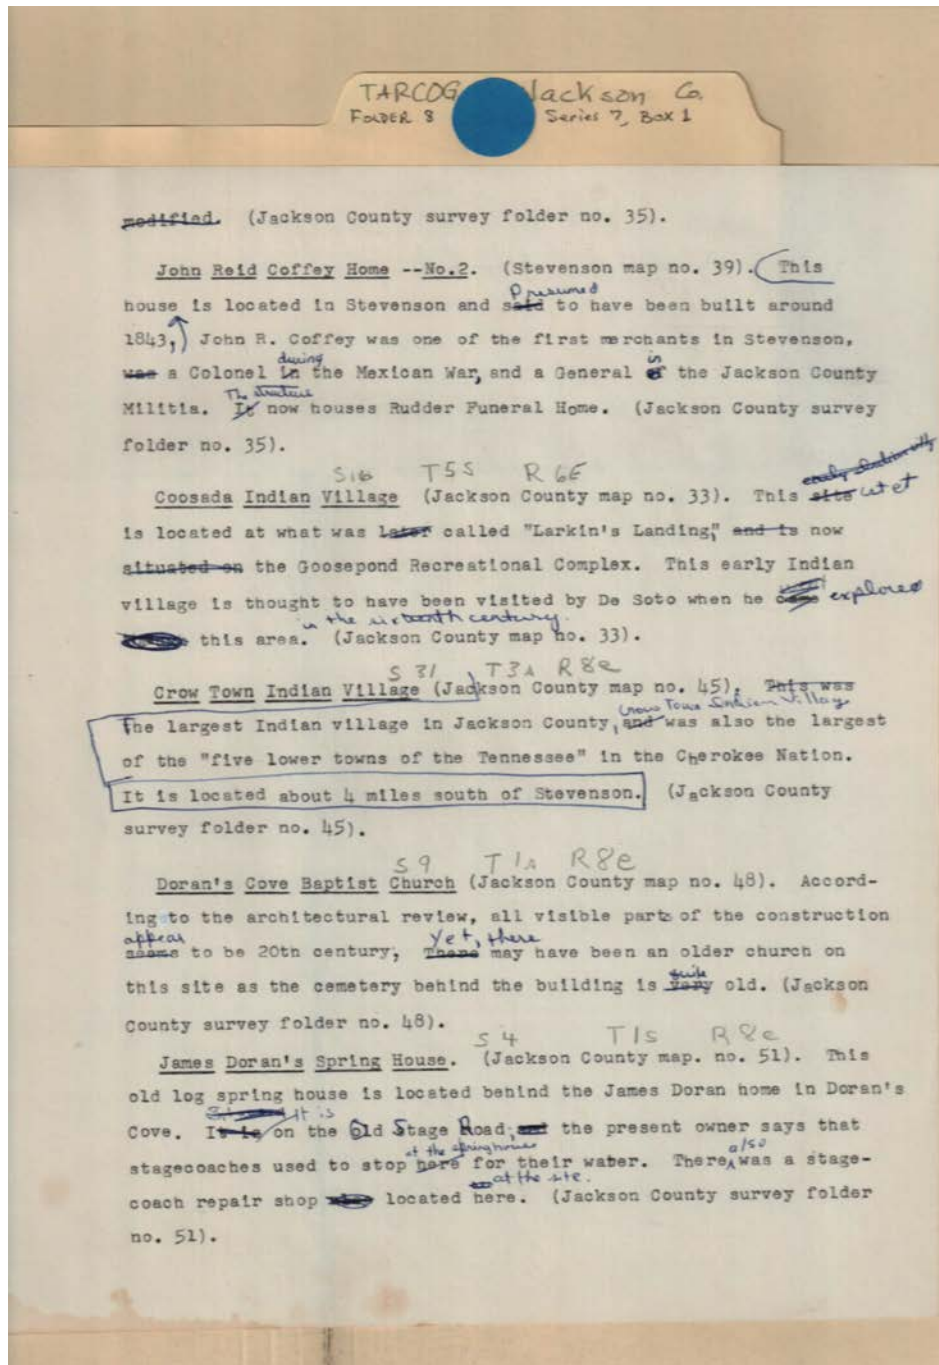 TARCOG Jackson Co.
FOLDER 8 Series 7, Box 1
modified. (Jackson County survey folder no. 35).
John Reid Coffey Home --No.2. (Stevenson map no. 39). This
Presumed
house is located in Stevenson and said to have been built around
1843, John R. Coffey was one of the first merchants in Stevenson,
during in
was a Colonel in the Mexican War, and a General of the Jackson County
The structure
Militia. It now houses Rudder Funeral Home. (Jackson County survey
folder no. 35).
S16 T5S R6E
Coosada Indian Village (Jackson County map no. 33). This site
is located at what was later called "Larkin's Landing," and is now
situated on the Goosepond Recreational Complex. This early Indian
village is thought to have been visited by De Soto when he explored
in the sixteenth century.
this area. (Jackson County map no. 33).
S 31 T3s R8e
Crow Town Indian Village (Jackson County map no. 45). This was
Crow Town Indian Village
The largest Indian village in Jackson County, and was also the largest
of the "five lower towns of the Tennessee" in the Cherokee Nation.
It is located about 4 miles south of Stevenson. (Jackson County
survey folder no. 45).
S9 T1s R8e
Doran's Cove Baptist Church (Jackson County map no. 48). Accord-
ing to the architectural review, all visible parts of the construction
appear Yet, there
seems to be 20th century, There may have been an older church on
quite
this site as the cemetery behind the building is very old. (Jackson
County survey folder no. 48).
S4 T1s R8e
James Doran's Spring House. (Jackson County map. no. 51). This
old log spring house is located behind the James Doran home in Doran's
It is
Cove. It is on the Old Stage Road, and the present owner says that
at the springhouse also
stagecoaches used to stop here for their water. There was a stage-
at the site.
coach repair shop located here. (Jackson County survey folder
no. 51).